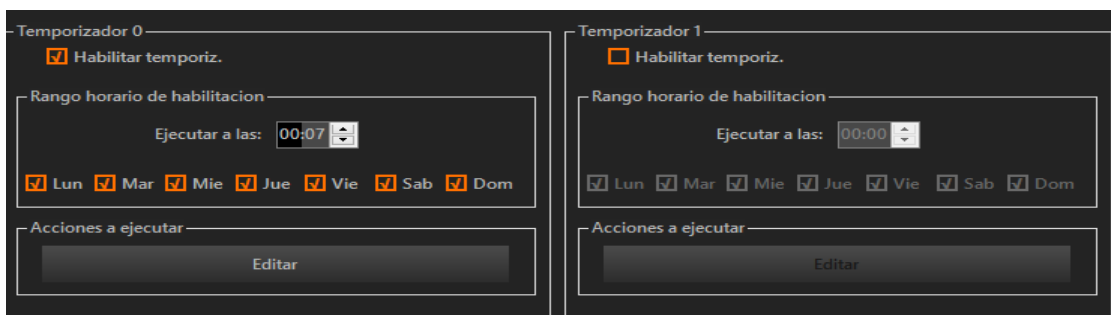 Temporizador 0
Habilitar temporiz.
Rango horario de habilitacion
Ejecutar a las: 00:07
Lun Mar Mie Jue Vie Sab Dom
Acciones a ejecutar
Editar
Temporizador 1
Habilitar temporiz.
Rango horario de habilitacion
Ejecutar a las: 00:00
Lun Mar Mie Jue Vie Sab Dom
Acciones a ejecutar
Editar